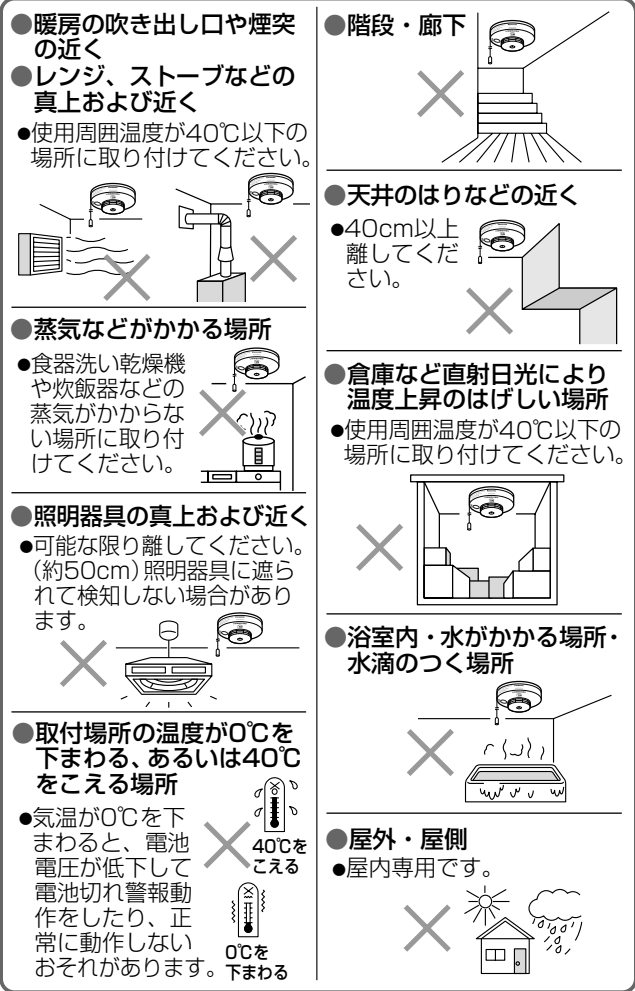 ●暖房の吹き出し口や煙突
の近く
●レンジ、ストーブなどの
真上および近く
●使用周囲温度が40℃以下の
場所に取り付けてください。
●蒸気などがかかる場所
●食器洗い乾燥機
や炊飯器などの
蒸気がかからな
い場所に取り付
けてください。
●照明器具の真上および近く
●可能な限り離してください。
(約50cm)照明器具に遮ら
れて検知しない場合があり
ます。
●取付場所の温度が0℃を
下まわる、あるいは40℃
をこえる場所
●気温が0℃を下
まわると、電池
電圧が低下して
電池切れ警報動
作をしたり、正
常に動作しない
おそれがあります。
40℃を
こえる
0℃を
下まわる
●階段・廊下
●天井のはりなどの近く
●40cm以上
離してくだ
さい。
●倉庫など直射日光により
温度上昇のはげしい場所
●使用周囲温度が40℃以下の
場所に取り付けてください。
●浴室内・水がかかる場所・
水滴のつく場所
●屋外・屋側
●屋内専用です。